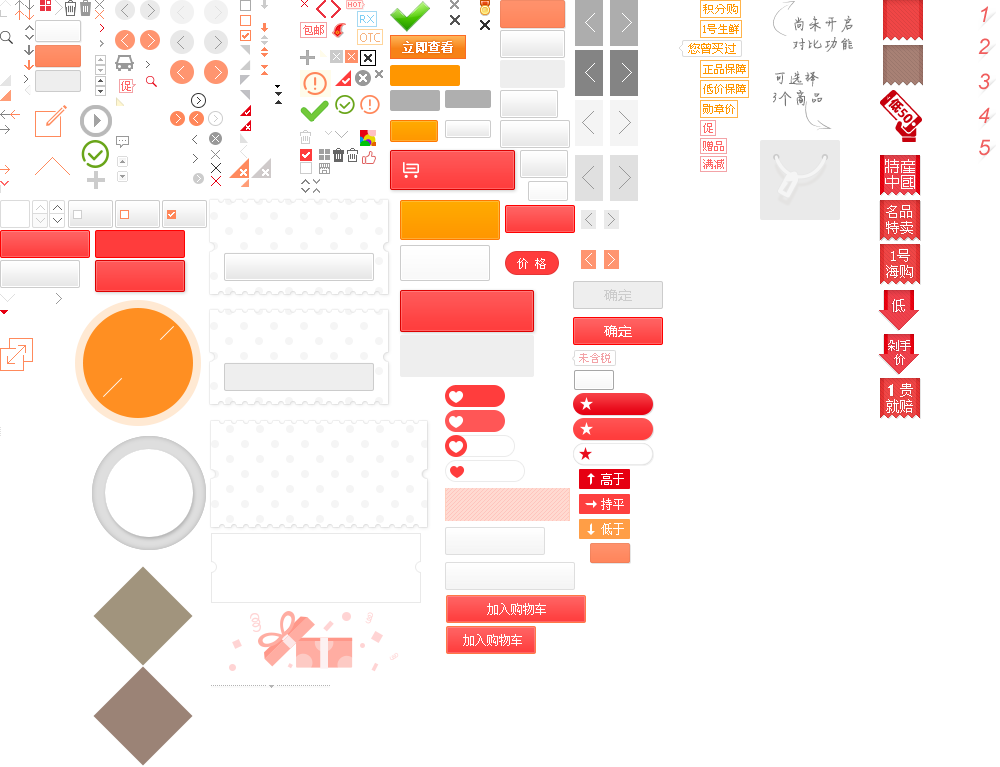 HOT
包邮
RX
OTC
促
立即查看
价 格
确定
确定
未含税
高于
持平
低于
加入购物车
加入购物车
积分购
1号生鲜
您曾买过
正品保障
低价保障
勋章价
促
赠品
满减
尚未开启
对比功能
可选择
3个商品
低50%
特産
中國
名品
特卖
1号
海购
低
剁手
价
1 贵
就赔
1
2
3
4
5